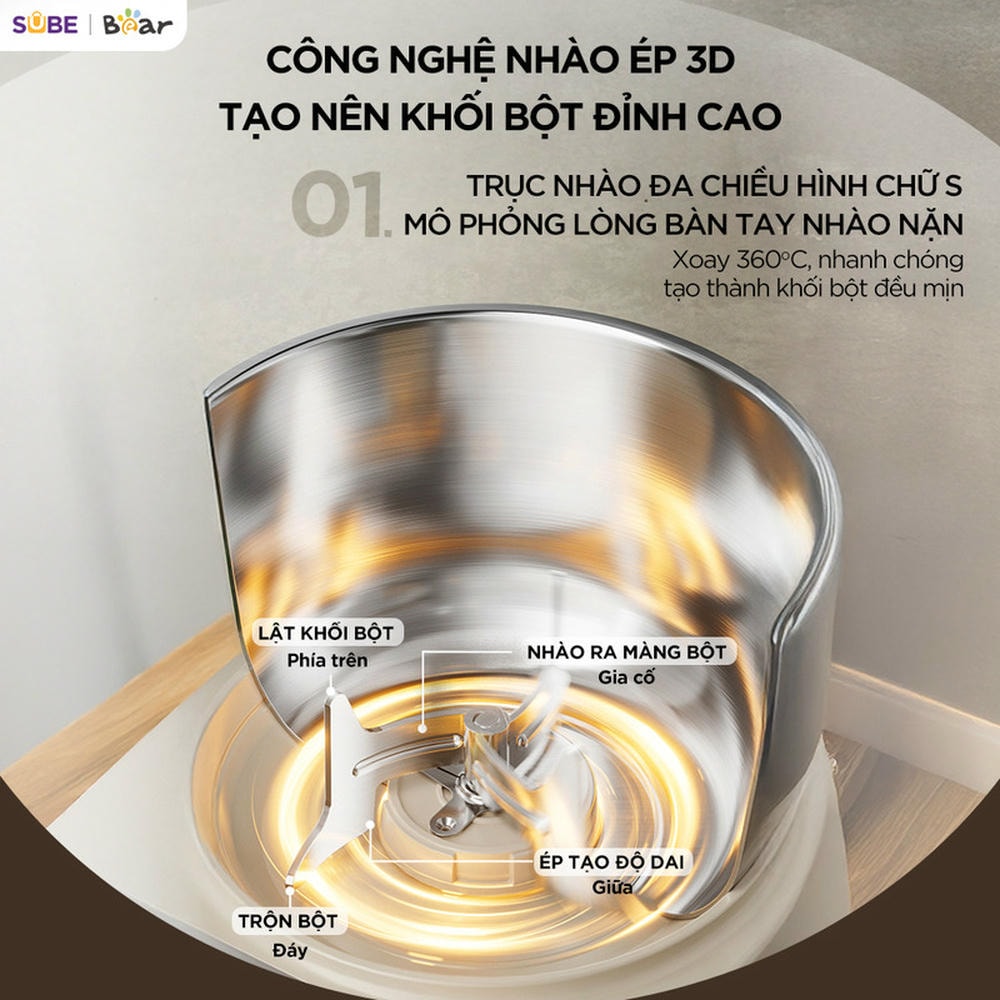 SUBE | Bear
CÔNG NGHỆ NHÀO ÉP 3D
TẠO NÊN KHỐI BỘT ĐỈNH CAO
01.
TRỤC NHÀO ĐA CHIỀU HÌNH CHỮ S
MÔ PHỎNG LÒNG BÀN TAY NHÀO NẶN
Xoay 360°C, nhanh chóng
tạo thành khối bột đều mịn
LẬT KHỐI BỘT
Phía trên
NHÀO RA MÀNG BỘT
Gia cố
ÉP TẠO ĐỘ DAI
Giữa
TRỘN BỘT
Đáy